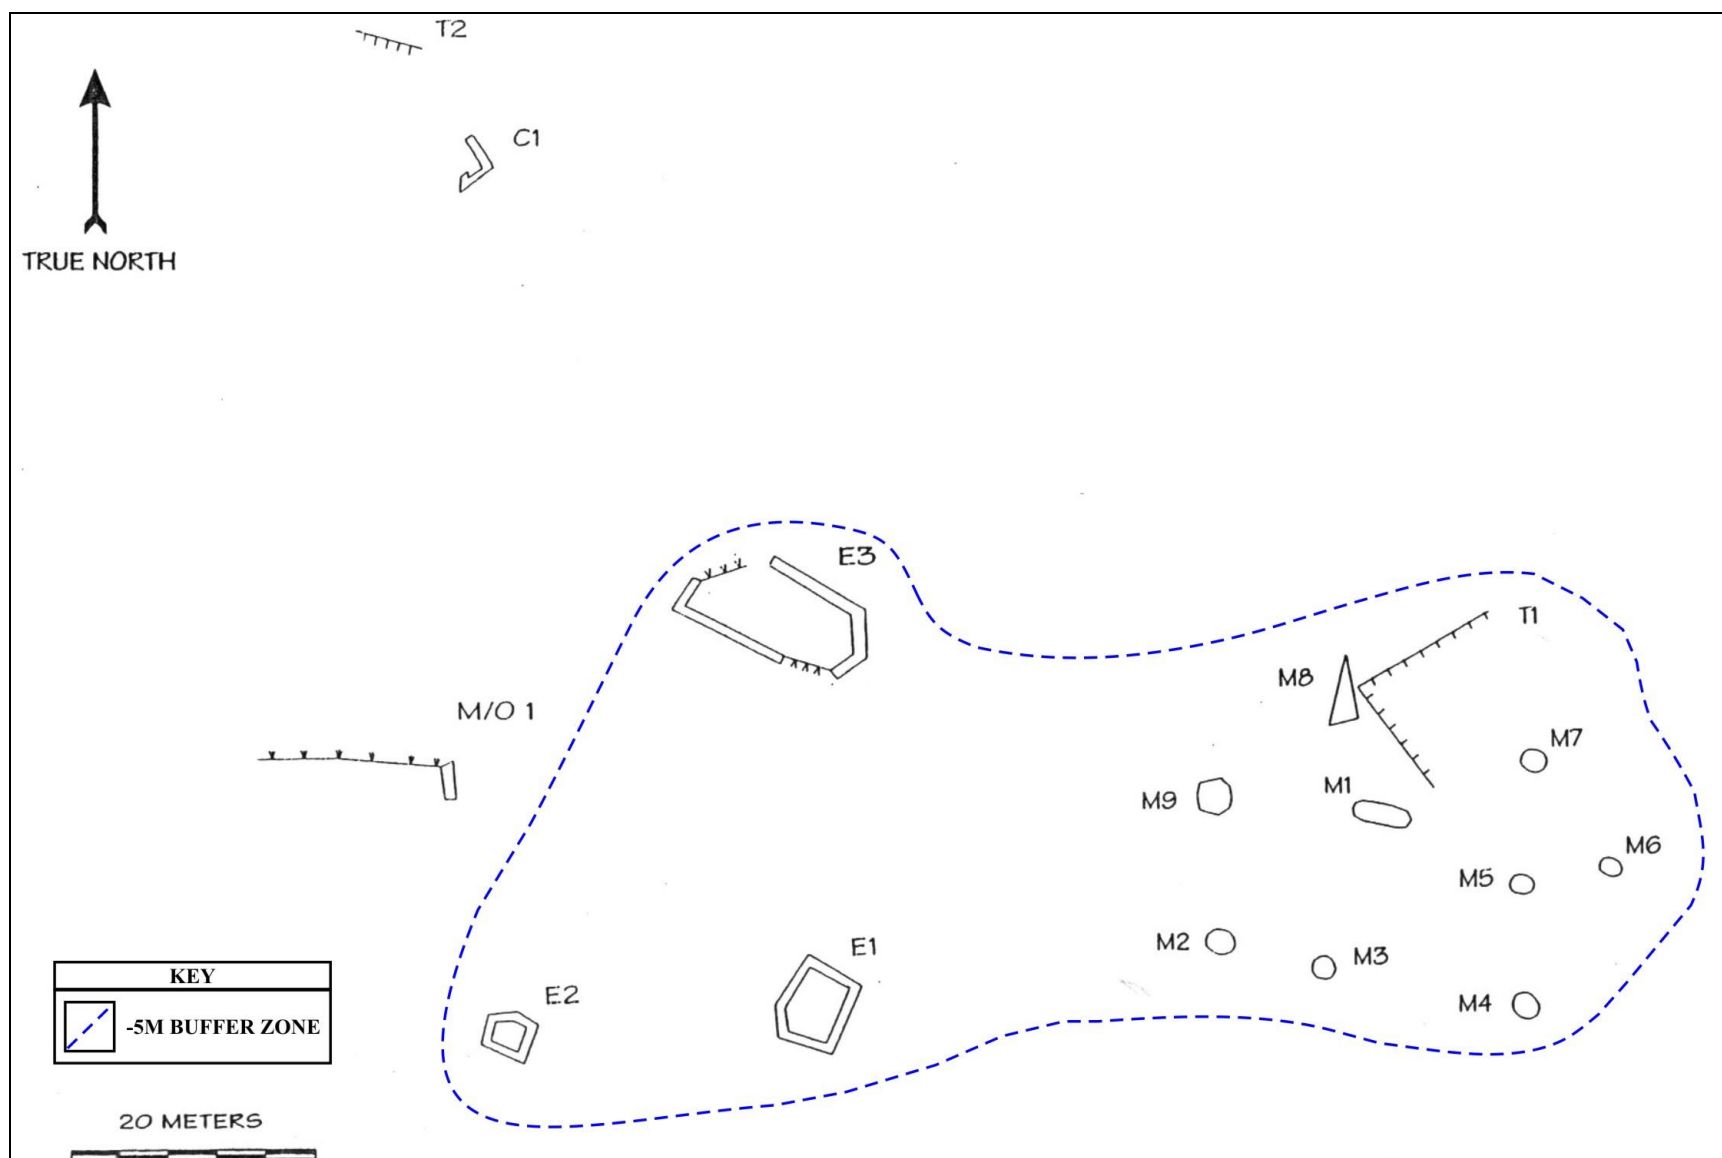 T2
C1
TRUE NORTH
E3
T1
M8
M/O 1
M7
M1
M9
M6
M5
M2
M3
E1
E2
M4
KEY
-5M BUFFER ZONE
20 METERS